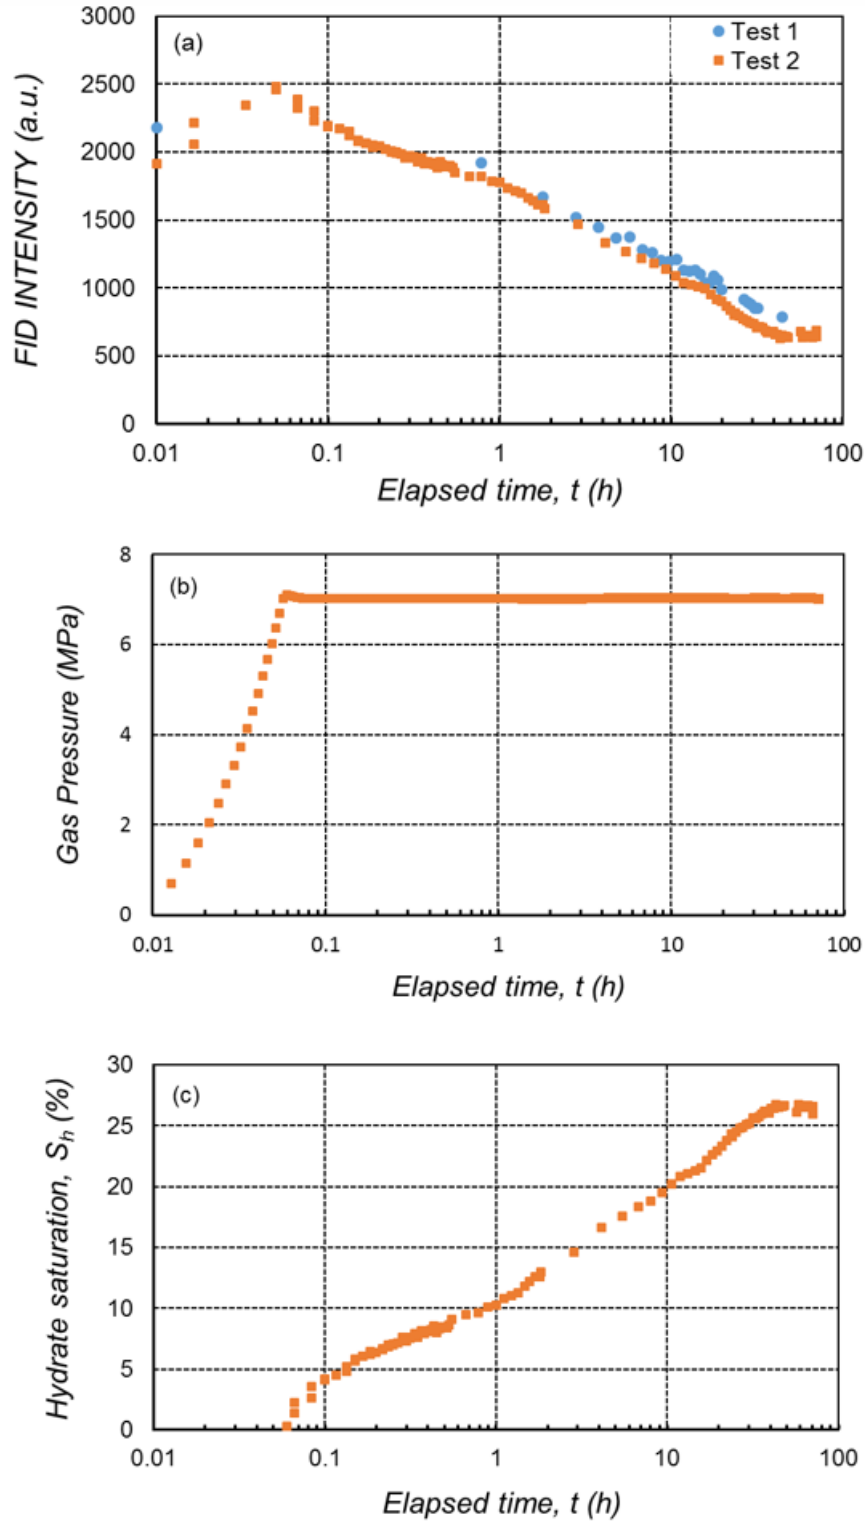 (a)
Test 1
Test 2
3000
2500
2000
1500
1000
500
0
FID INTENSITY (a.u.)
0.01 0.1 1 10 100
Elapsed time, t (h)
(b)
8
6
4
2
0
Gas Pressure (MPa)
0.01 0.1 1 10 100
Elapsed time, t (h)
(c)
30
25
20
15
10
5
0
Hydrate saturation, Sₕ (%)
0.01 0.1 1 10 100
Elapsed time, t (h)